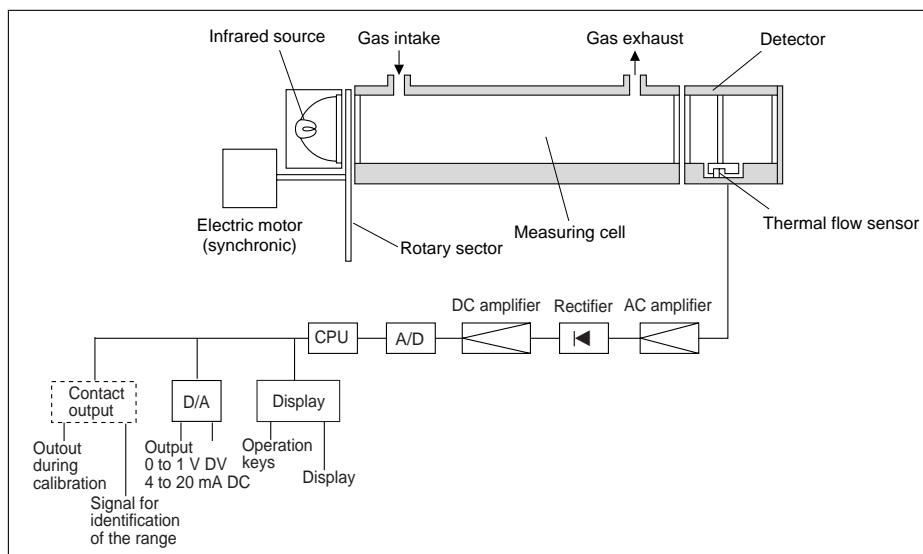 Infrared source
Gas intake
Gas exhaust
Detector
Electric motor
(synchronic)
Rotary sector
Measuring cell
Thermal flow sensor
DC amplifier
Rectifier
AC amplifier
CPU
A/D
Contact
output
D/A
Display
Outout
during
calibration
Output
0 to 1 V DV
4 to 20 mA DC
Operation
keys
Display
Signal for
identification
of the range